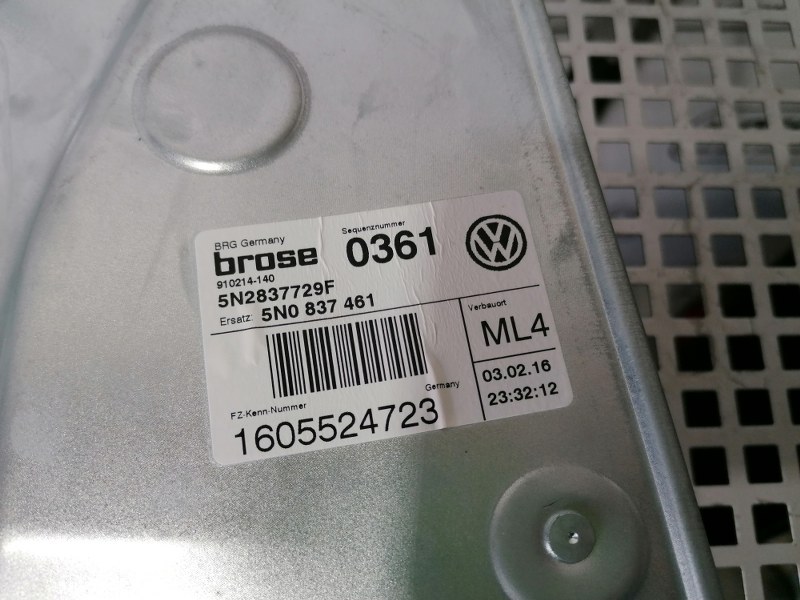 BRG Germany
brose
Sequenznummer
0361
VW
910214-140
5N2837729F
Ersatz: 5N0 837 461
Verbauort
ML4
FZ-Kenn-Nummer
Germany
1605524723
03.02.16
23:32:12